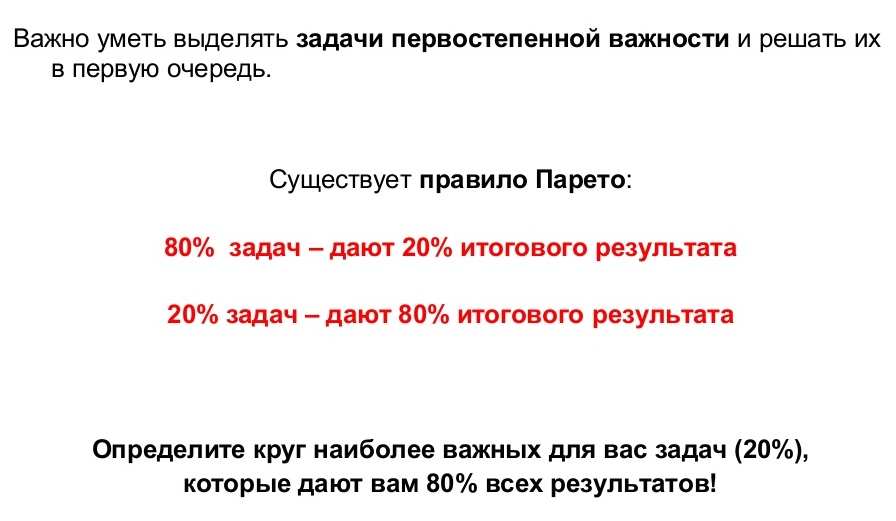 Важно уметь выделять задачи первостепенной важности и решать их
в первую очередь.
Существует правило Парето:
80% задач – дают 20% итогового результата
20% задач – дают 80% итогового результата
Определите круг наиболее важных для вас задач (20%),
которые дают вам 80% всех результатов!